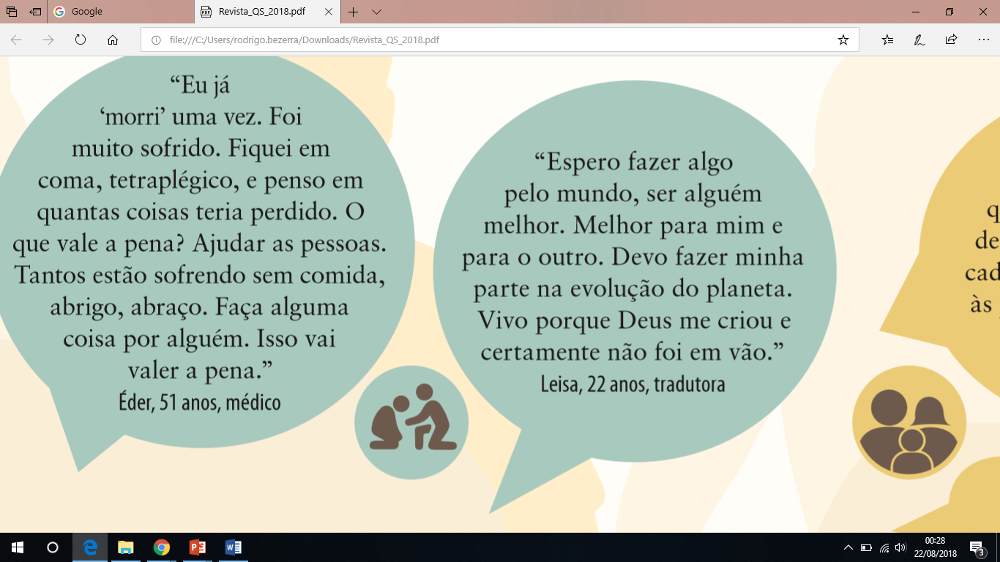 Google
Revista_QS_2018.pdf
file:///C:/Users/rodrigo.bezerra/Downloads/Revista_QS_2018.pdf
“Eu já
‘morri’ uma vez. Foi
muito sofrido. Fiquei em
coma, tetraplégico, e penso em
quantas coisas teria perdido. O
que vale a pena? Ajudar as pessoas.
Tantos estão sofrendo sem comida,
abrigo, abraço. Faça alguma
coisa por alguém. Isso vai
valer a pena.”
Éder, 51 anos, médico
“Espero fazer algo
pelo mundo, ser alguém
melhor. Melhor para mim e
para o outro. Devo fazer minha
parte na evolução do planeta.
Vivo porque Deus me criou e
certamente não foi em vão.”
Leisa, 22 anos, tradutora
q
de
cad
às
00:28
22/08/2018
3